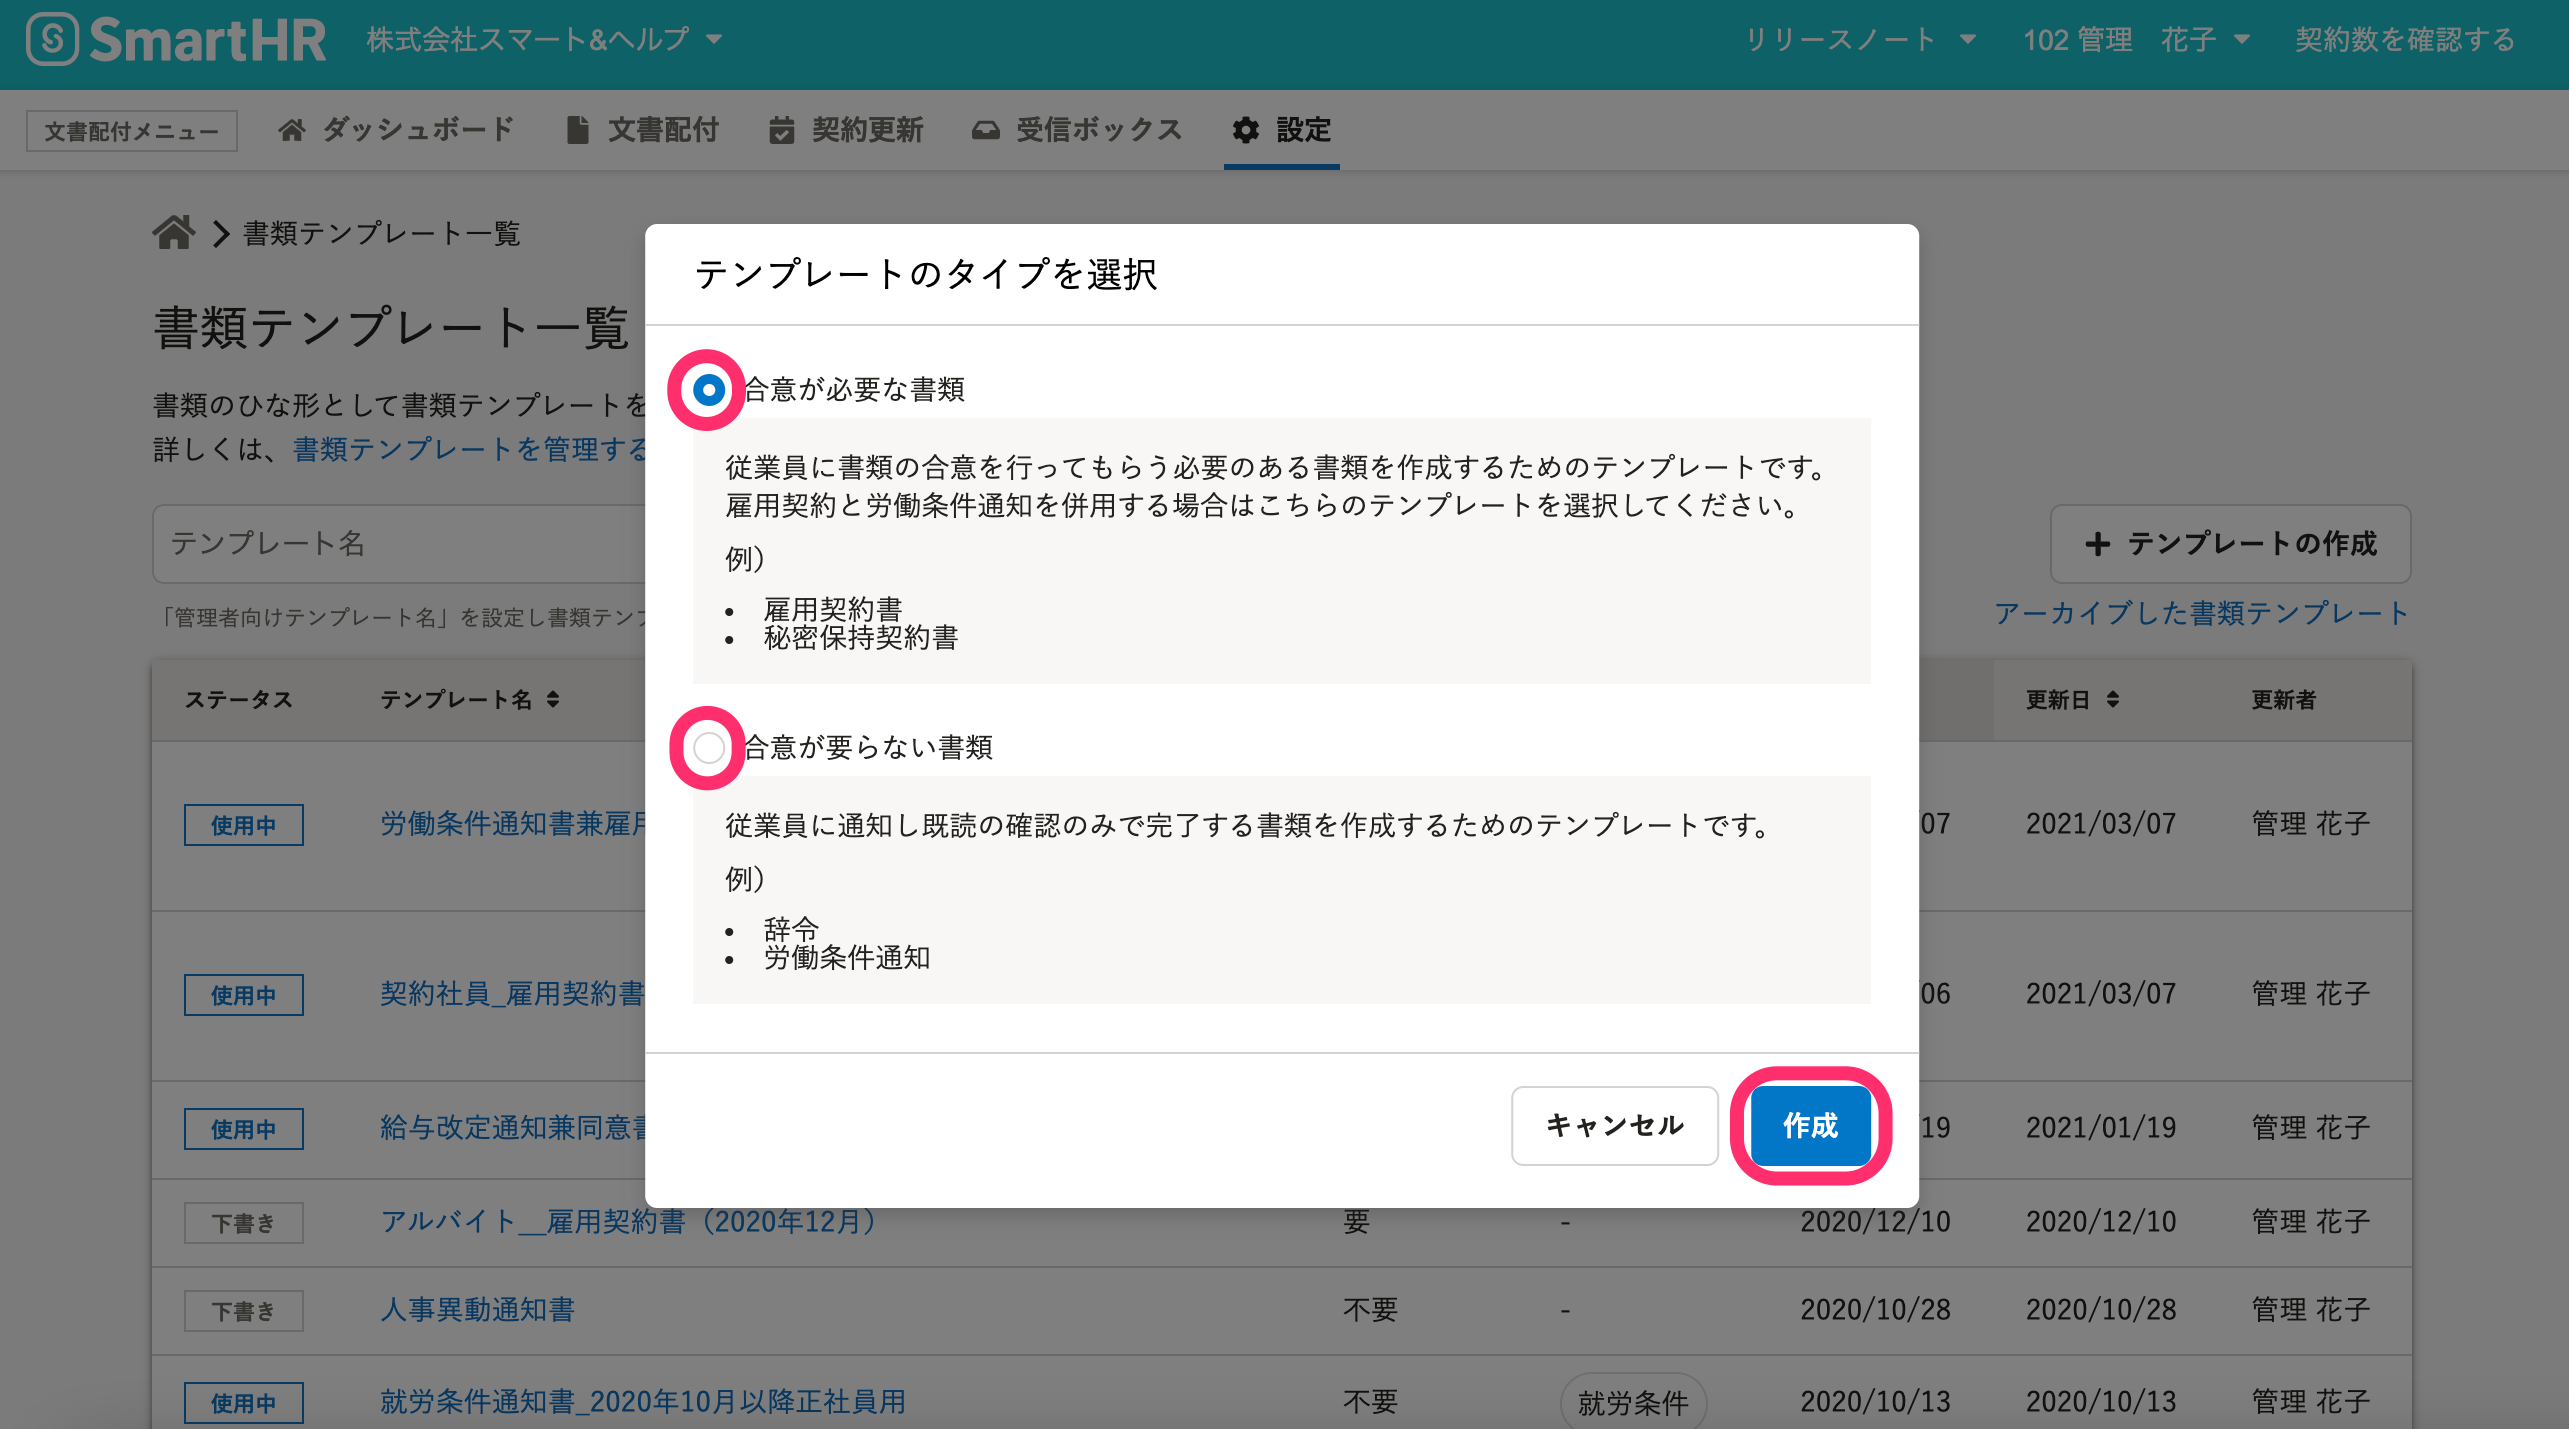 SmartHR 株式会社スマート&ヘルプ リリースノート 102 管理 花子 契約数を確認する
文書配付メニュー ダッシュボード 文書配付 契約更新 受信ボックス 設定
書類テンプレート一覧
書類テンプレート一覧
書類のひな形として書類テンプレートを
詳しくは、書類テンプレートを管理する
テンプレート名
「管理者向けテンプレート名」を設定し書類テンプ
テンプレートの作成
アーカイブした書類テンプレート
テンプレートのタイプを選択
合意が必要な書類
従業員に書類の合意を行ってもらう必要のある書類を作成するためのテンプレートです。
雇用契約と労働条件通知を併用する場合はこちらのテンプレートを選択してください。
例）
• 雇用契約書
• 秘密保持契約書
合意が要らない書類
従業員に通知し既読の確認のみで完了する書類を作成するためのテンプレートです。
例）
• 辞令
• 労働条件通知
キャンセル 作成
ステータス テンプレート名 更新日 更新者
使用中 労働条件通知書兼雇用 07 2021/03/07 管理 花子
使用中 契約社員_雇用契約書 06 2021/03/07 管理 花子
使用中 給与改定通知兼同意書 19 2021/01/19 管理 花子
下書き アルバイト__雇用契約書（2020年12月） 要 - 2020/12/10 2020/12/10 管理 花子
下書き 人事異動通知書 不要 - 2020/10/28 2020/10/28 管理 花子
使用中 就労条件通知書_2020年10月以降正社員用 不要 就労条件 2020/10/13 2020/10/13 管理 花子